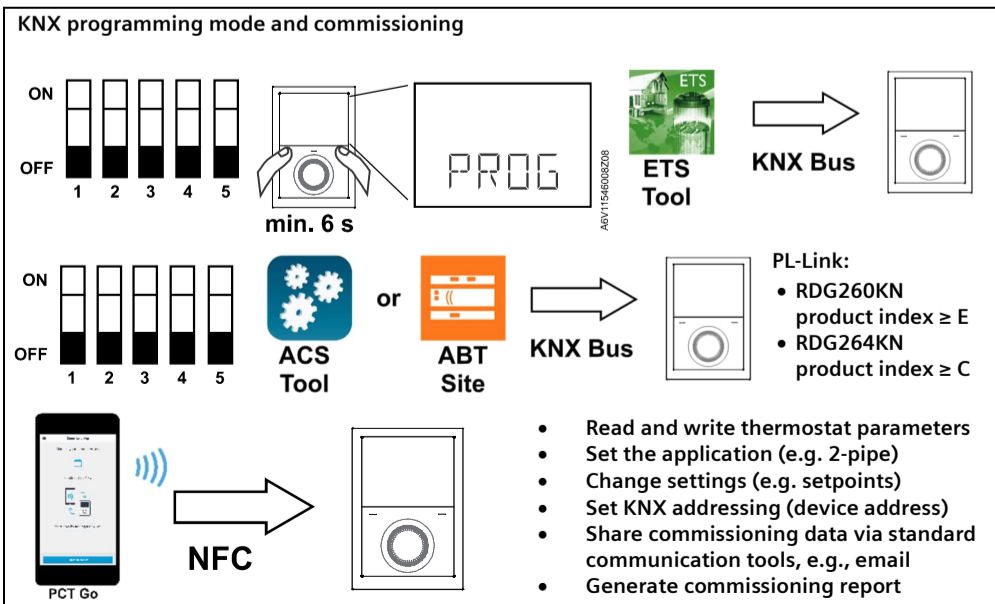 KNX programming mode and commissioning
ON
OFF
1 2 3 4 5
min. 6 s
PROG
A6V11546008Z08
ETS
ETS
Tool
KNX Bus
ON
OFF
1 2 3 4 5
ACS
Tool
or
ABT
Site
KNX Bus
PL-Link:
• RDG260KN
product index ≥ E
• RDG264KN
product index ≥ C
PCT Go
NFC
• Read and write thermostat parameters
• Set the application (e.g. 2-pipe)
• Change settings (e.g. setpoints)
• Set KNX addressing (device address)
• Share commissioning data via standard
communication tools, e.g., email
• Generate commissioning report